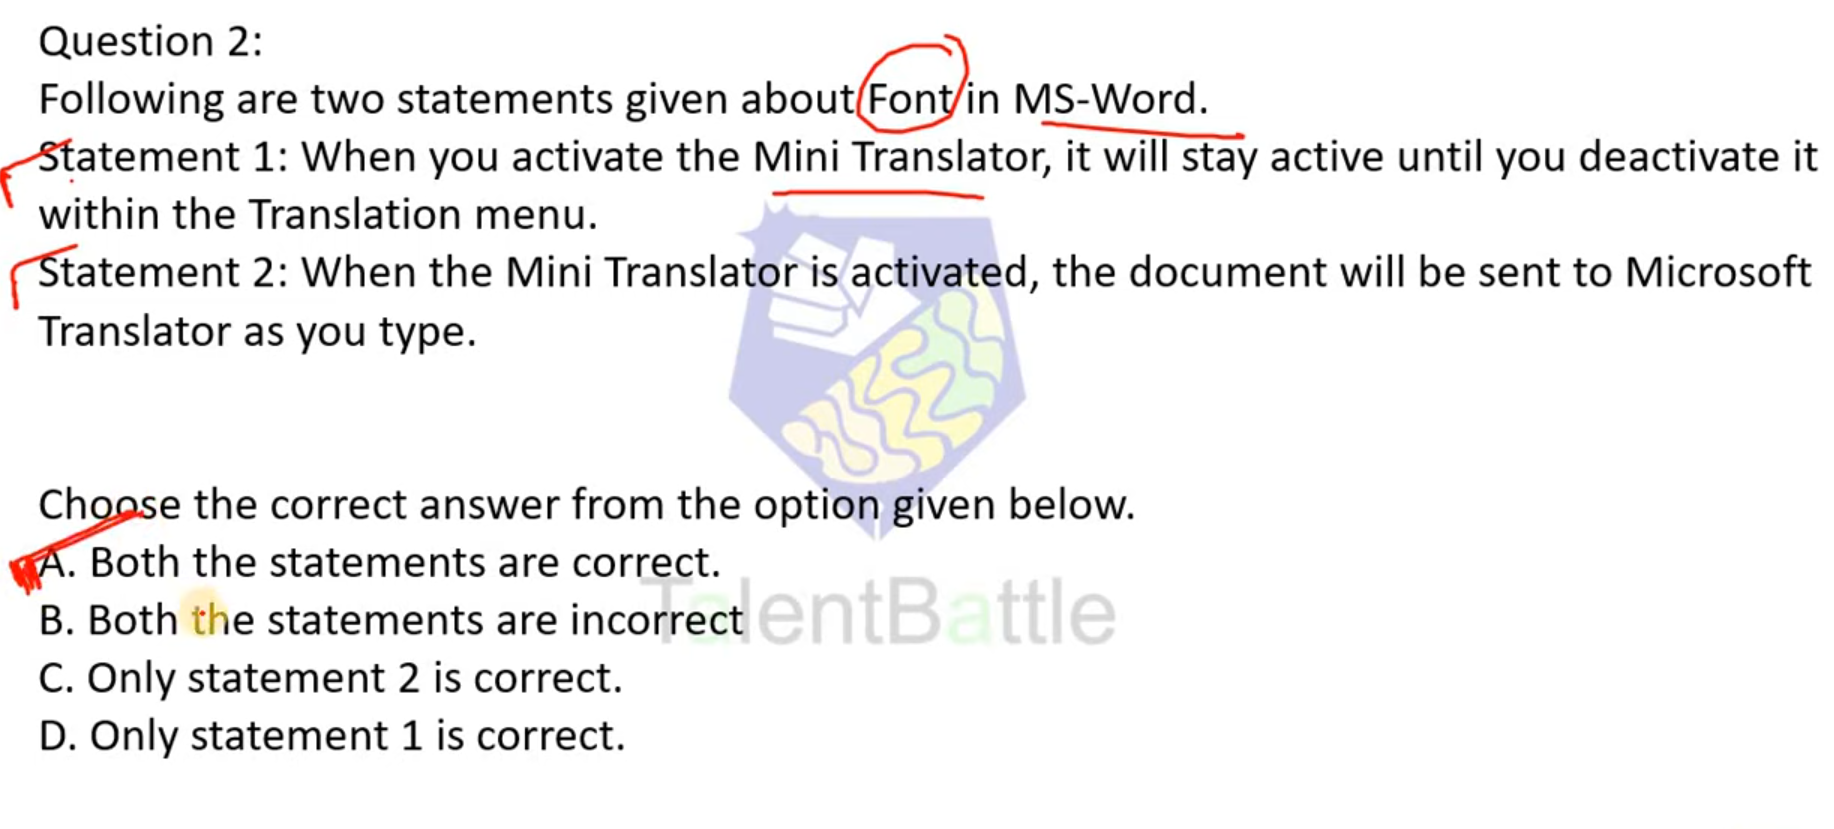 Question 2:
Following are two statements given about Font in MS-Word.
Statement 1: When you activate the Mini Translator, it will stay active until you deactivate it
within the Translation menu.
Statement 2: When the Mini Translator is activated, the document will be sent to Microsoft
Translator as you type.
Choose the correct answer from the option given below.
A. Both the statements are correct.
B. Both the statements are incorrect
TalentBattle
C. Only statement 2 is correct.
D. Only statement 1 is correct.